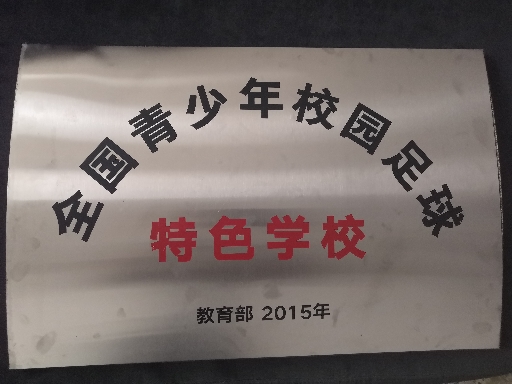 全国青少年校园足球
特色学校
教育部 2015年